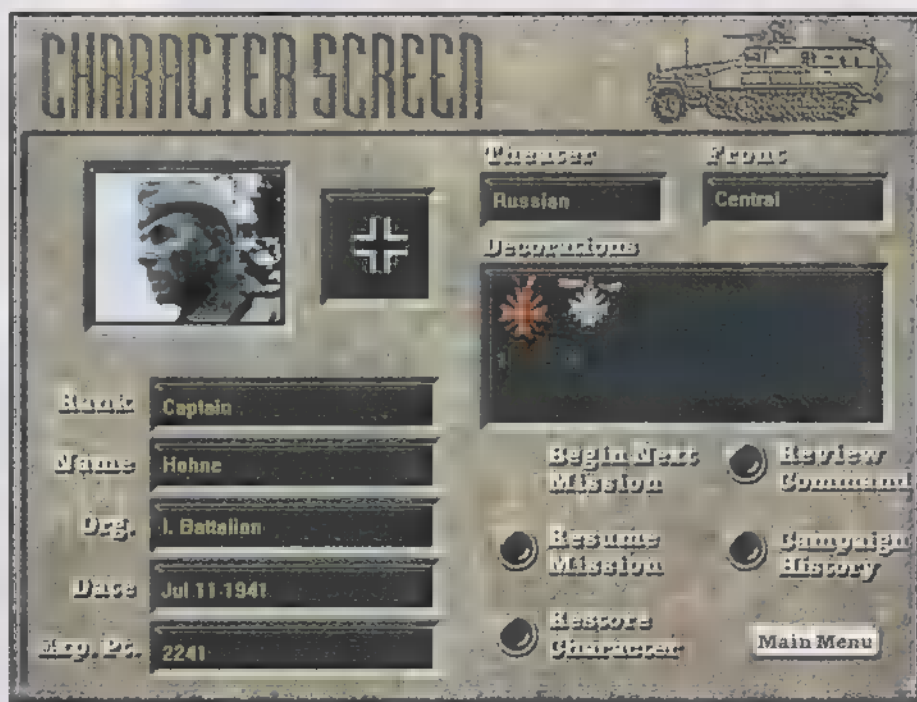 CHARACTER SCREEN
Theater
Front
Russian
Central
Decorations
Rank
Captain
Name
Hohne
Org.
I. Battalion
Date
Jul 11 1941
2241
Begin Next
Mission
Review
Command
Resume
Mission
Campaign
History
Restore
Character
Main Menu